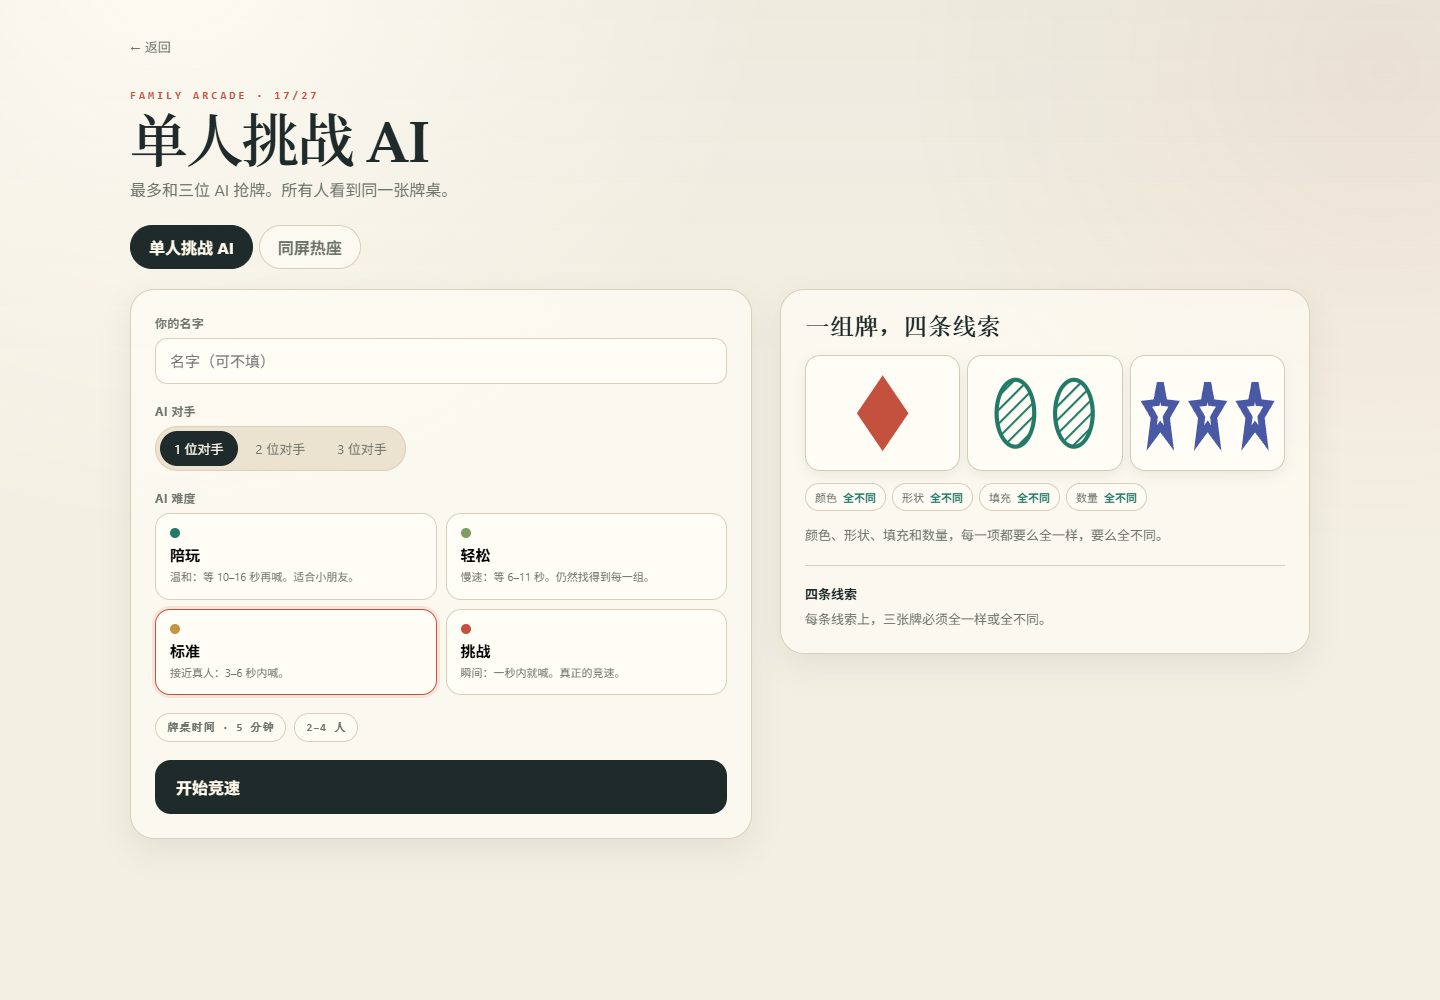 ← 返回
FAMILY ARCADE · 17/27
单人挑战 AI
最多和三位 AI 抢牌。所有人看到同一张牌桌。
单人挑战 AI
同屏热座
你的名字
名字（可不填）
AI 对手
1 位对手
2 位对手
3 位对手
AI 难度
陪玩
温和：等 10–16 秒再喊。适合小朋友。
轻松
慢速：等 6–11 秒。仍然找得到每一组。
标准
接近真人：3–6 秒内喊。
挑战
瞬间：一秒内就喊。真正的竞速。
牌桌时间 · 5 分钟
2–4 人
开始竞速
一组牌，四条线索
颜色 全不同
形状 全不同
填充 全不同
数量 全不同
颜色、形状、填充和数量，每一项都要么全一样，要么全不同。
四条线索
每条线索上，三张牌必须全一样或全不同。